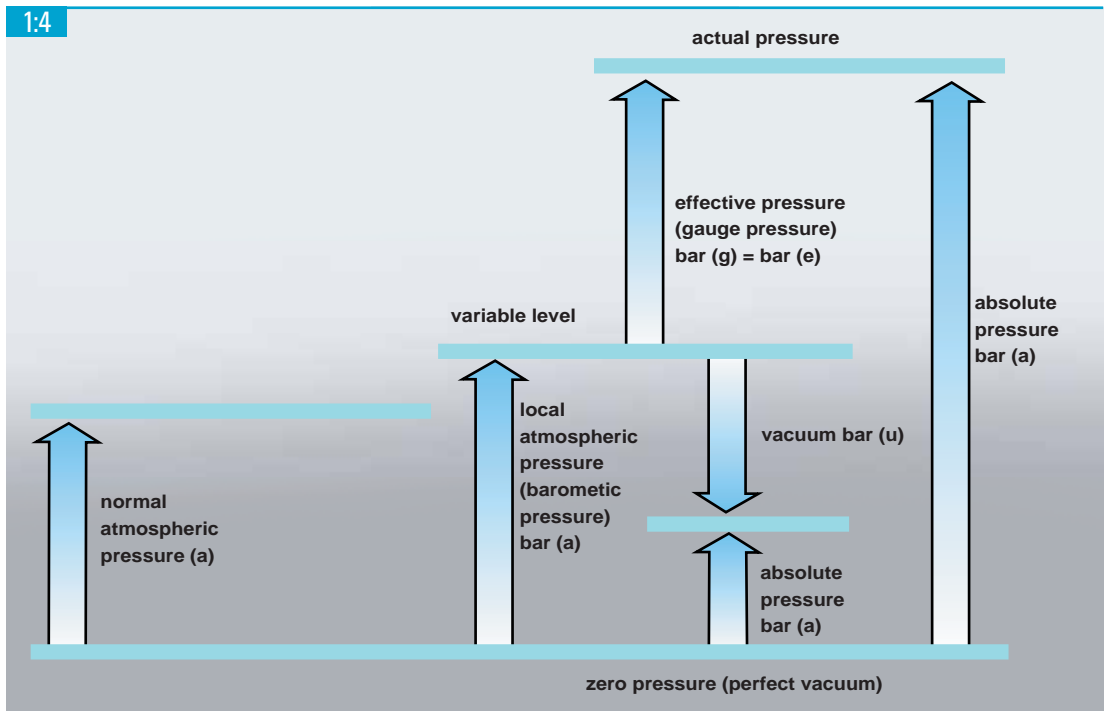 1:4
actual pressure
effective pressure
(gauge pressure)
bar (g) = bar (e)
absolute
pressure
bar (a)
variable level
local
atmospheric
pressure
(barometic
pressure)
bar (a)
vacuum bar (u)
normal
atmospheric
pressure (a)
absolute
pressure
bar (a)
zero pressure (perfect vacuum)